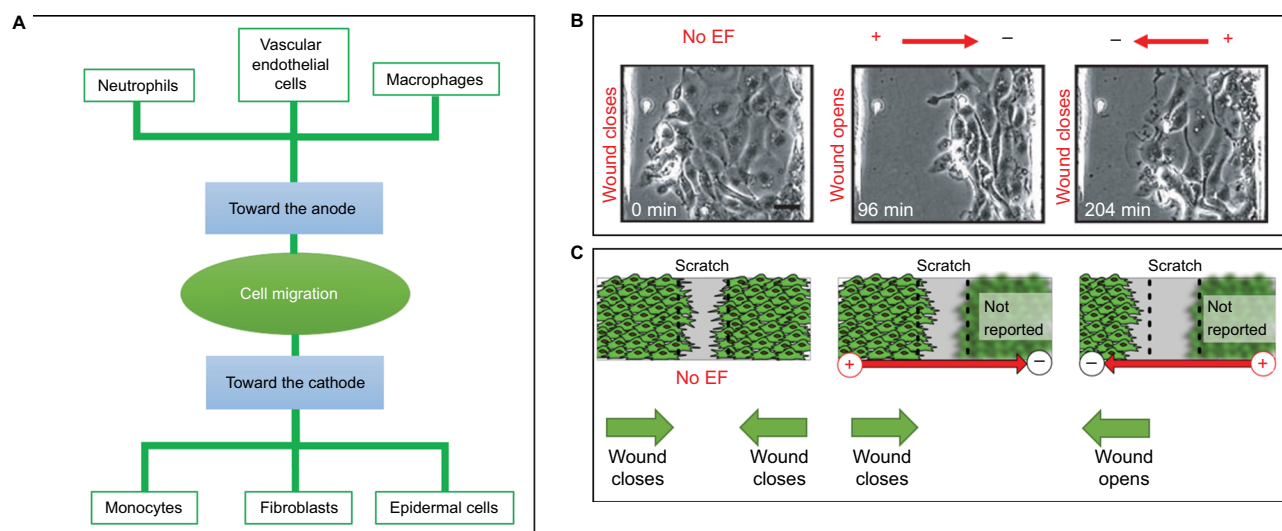 A
Neutrophils
Vascular
endothelial
cells
Macrophages
Toward the anode
Cell migration
Toward the cathode
Monocytes
Fibroblasts
Epidermal cells
B
No EF
+
−
−
+
Wound closes
0 min
Wound opens
96 min
Wound closes
204 min
C
Scratch
Scratch
Scratch
Not
reported
Not
reported
+
−
−
+
No EF
Wound
closes
Wound
closes
Wound
closes
Wound
opens